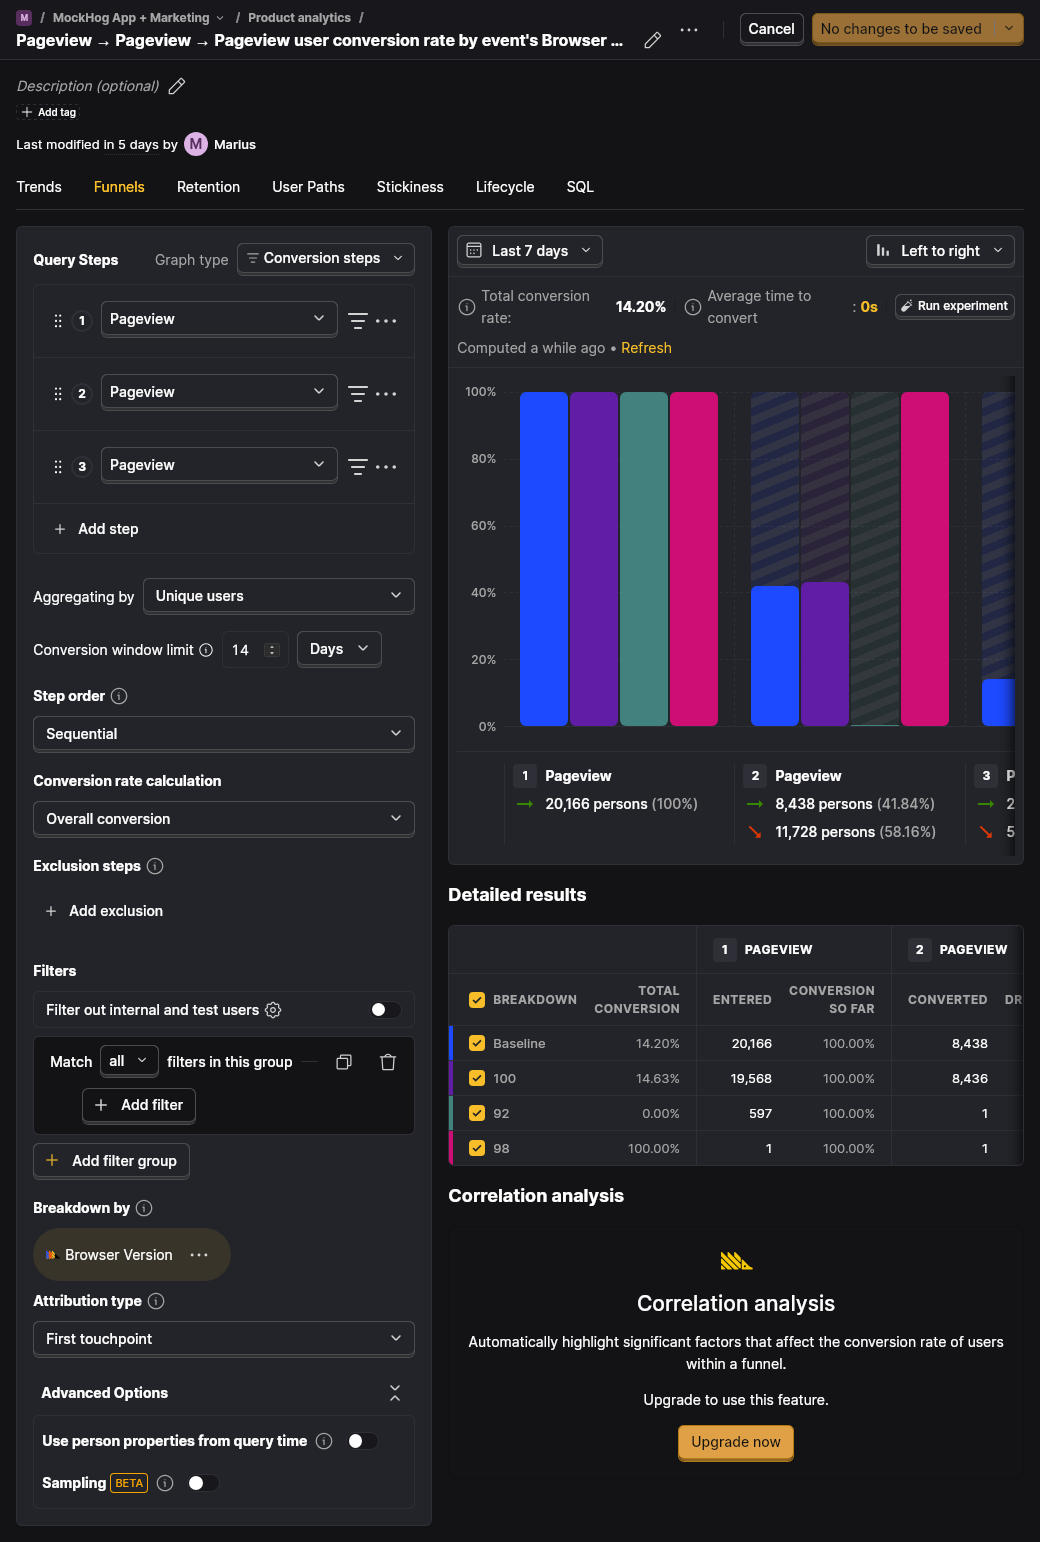 M / MockHog App + Marketing / Product analytics /
Pageview → Pageview → Pageview user conversion rate by event's Browser ...
Cancel
No changes to be saved
Description (optional)
Add tag
Last modified in 5 days by M Marius
Trends Funnels Retention User Paths Stickiness Lifecycle SQL
Query Steps Graph type Conversion steps
1 Pageview
2 Pageview
3 Pageview
Add step
Aggregating by Unique users
Conversion window limit 14 Days
Step order
Sequential
Conversion rate calculation
Overall conversion
Exclusion steps
Add exclusion
Filters
Filter out internal and test users
Match all filters in this group
Add filter
Add filter group
Breakdown by
Browser Version
Attribution type
First touchpoint
Advanced Options
Use person properties from query time
Sampling BETA
Last 7 days Left to right
Total conversion rate: 14.20% Average time to convert : 0s Run experiment
Computed a while ago • Refresh
100%
80%
60%
40%
20%
0%
1 Pageview
20,166 persons (100%)
2 Pageview
8,438 persons (41.84%)
11,728 persons (58.16%)
3 P
2
5
Detailed results
1 PAGEVIEW 2 PAGEVIEW
BREAKDOWN TOTAL CONVERSION ENTERED CONVERSION SO FAR CONVERTED DR
Baseline 14.20% 20,166 100.00% 8,438
100 14.63% 19,568 100.00% 8,436
92 0.00% 597 100.00% 1
98 100.00% 1 100.00% 1
Correlation analysis
Correlation analysis
Automatically highlight significant factors that affect the conversion rate of users
within a funnel.
Upgrade to use this feature.
Upgrade now